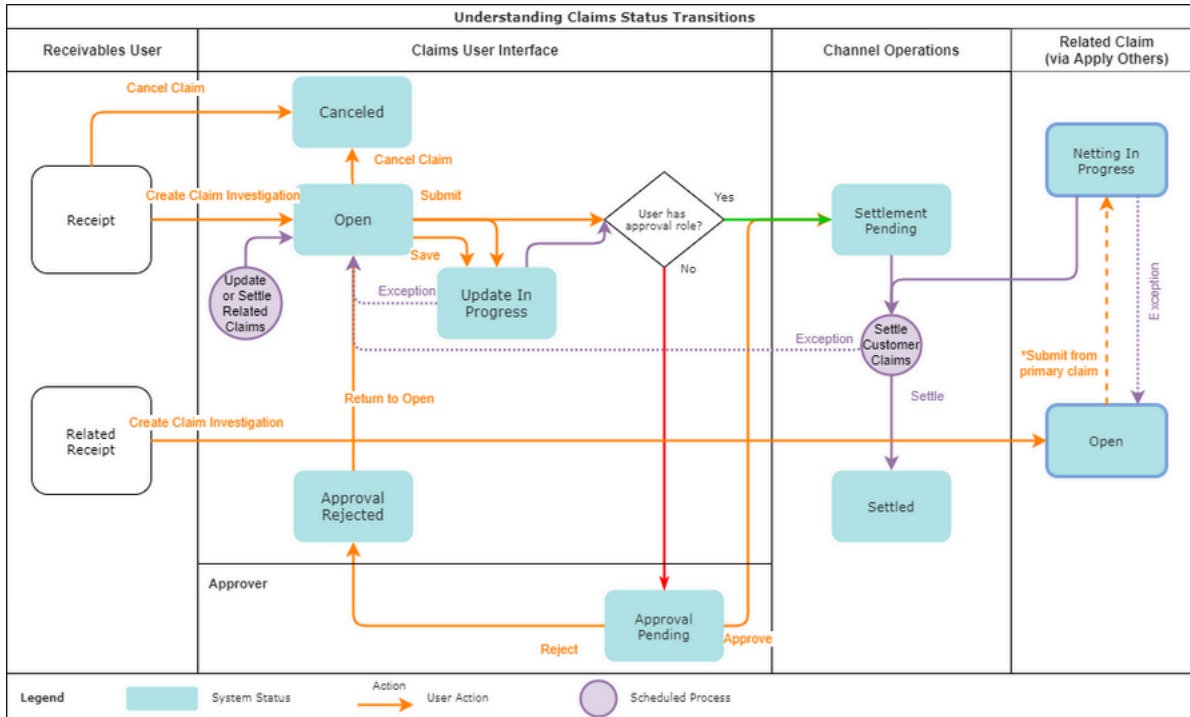 Understanding Claims Status Transitions
Receivables User
Claims User Interface
Channel Operations
Related Claim
(via Apply Others)
Cancel Claim
Canceled
Cancel Claim
Netting In
Progress
Receipt
Create Claim Investigation
Open
Submit
Save
User has
approval role?
Yes
No
Settlement
Pending
Update
or Settle
Related
Claims
Exception
Update In
Progress
Exception
Settle
Customer
Claims
E xception
*Submit from
primary claim
Return to Open
Settle
Related
Receipt
Create Claim Investigation
Open
Approval
Rejected
Settled
Approver
Reject
Approval
Pending
Approve
Legend
System Status
Action
User Action
Scheduled Process